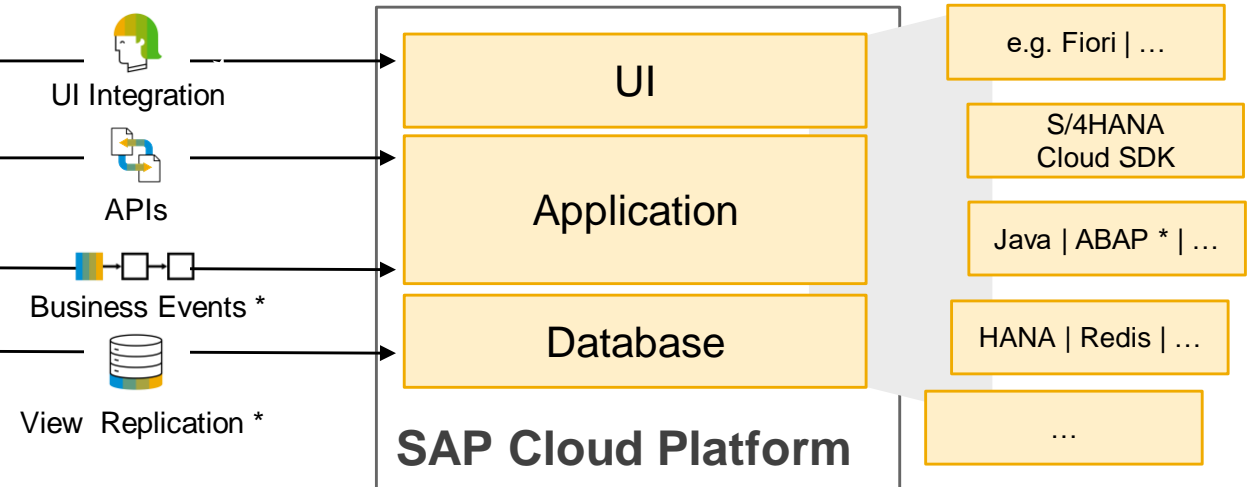 UI Integration
APIs
Business Events *
View Replication *
UI
Application
Database
SAP Cloud Platform
e.g. Fiori | …
S/4HANA
Cloud SDK
Java | ABAP * | …
HANA | Redis | …
…